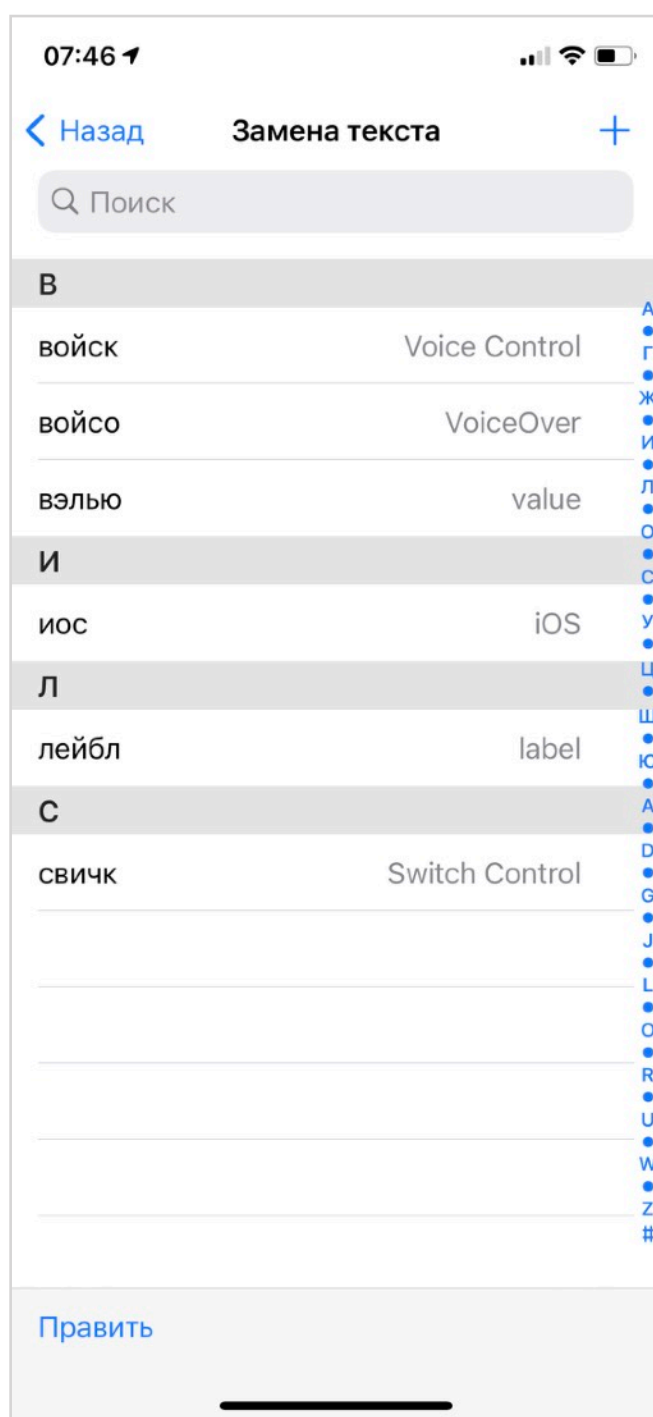 07:46
Назад Замена текста +
Поиск
В
войск Voice Control
войсо VoiceOver
вэлью value
И
иос iOS
Л
лейбл label
С
свичк Switch Control
А
Г
Ж
И
Л
О
С
У
Ц
Ш
Ю
A
D
G
J
L
O
R
U
W
Z
#
Править